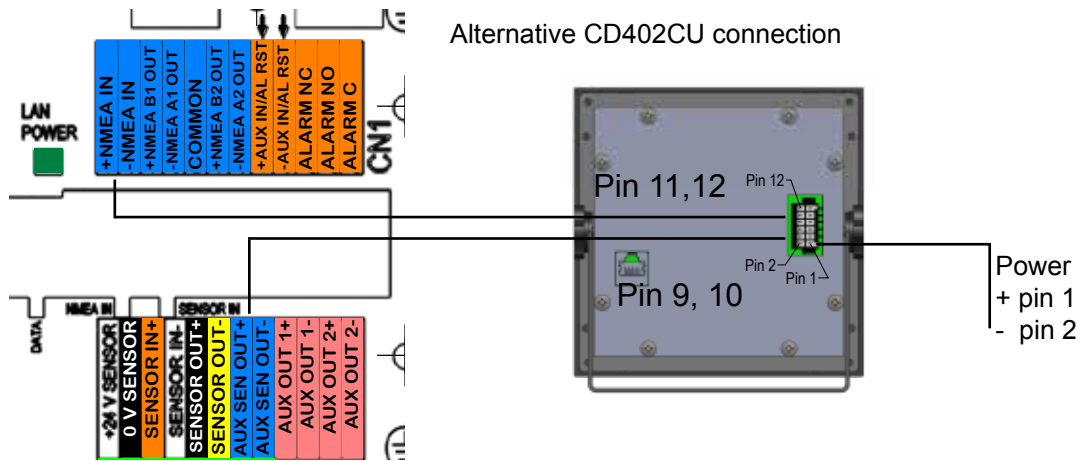 Alternative CD402CU connection
LAN
POWER
+NMEA IN
-NMEA IN
+NMEA B1 OUT
-NMEA A1 OUT
COMMON
+NMEA B2 OUT
-NMEA A2 OUT
+AUX IN/AL RST
-AUX IN/AL RST
ALARM NC
ALARM NO
ALARM C
CN1
Pin 11,12
Pin 12
Pin 2
Pin 1
Pin 9, 10
Power
+ pin 1
- pin 2
DATA
NMEA IN
SENSOR IN
+24 V SENSOR
0 V SENSOR
SENSOR IN+
SENSOR IN-
SENSOR OUT+
SENSOR OUT-
AUX SEN OUT+
AUX SEN OUT-
AUX OUT 1+
AUX OUT 1-
AUX OUT 2+
AUX OUT 2-